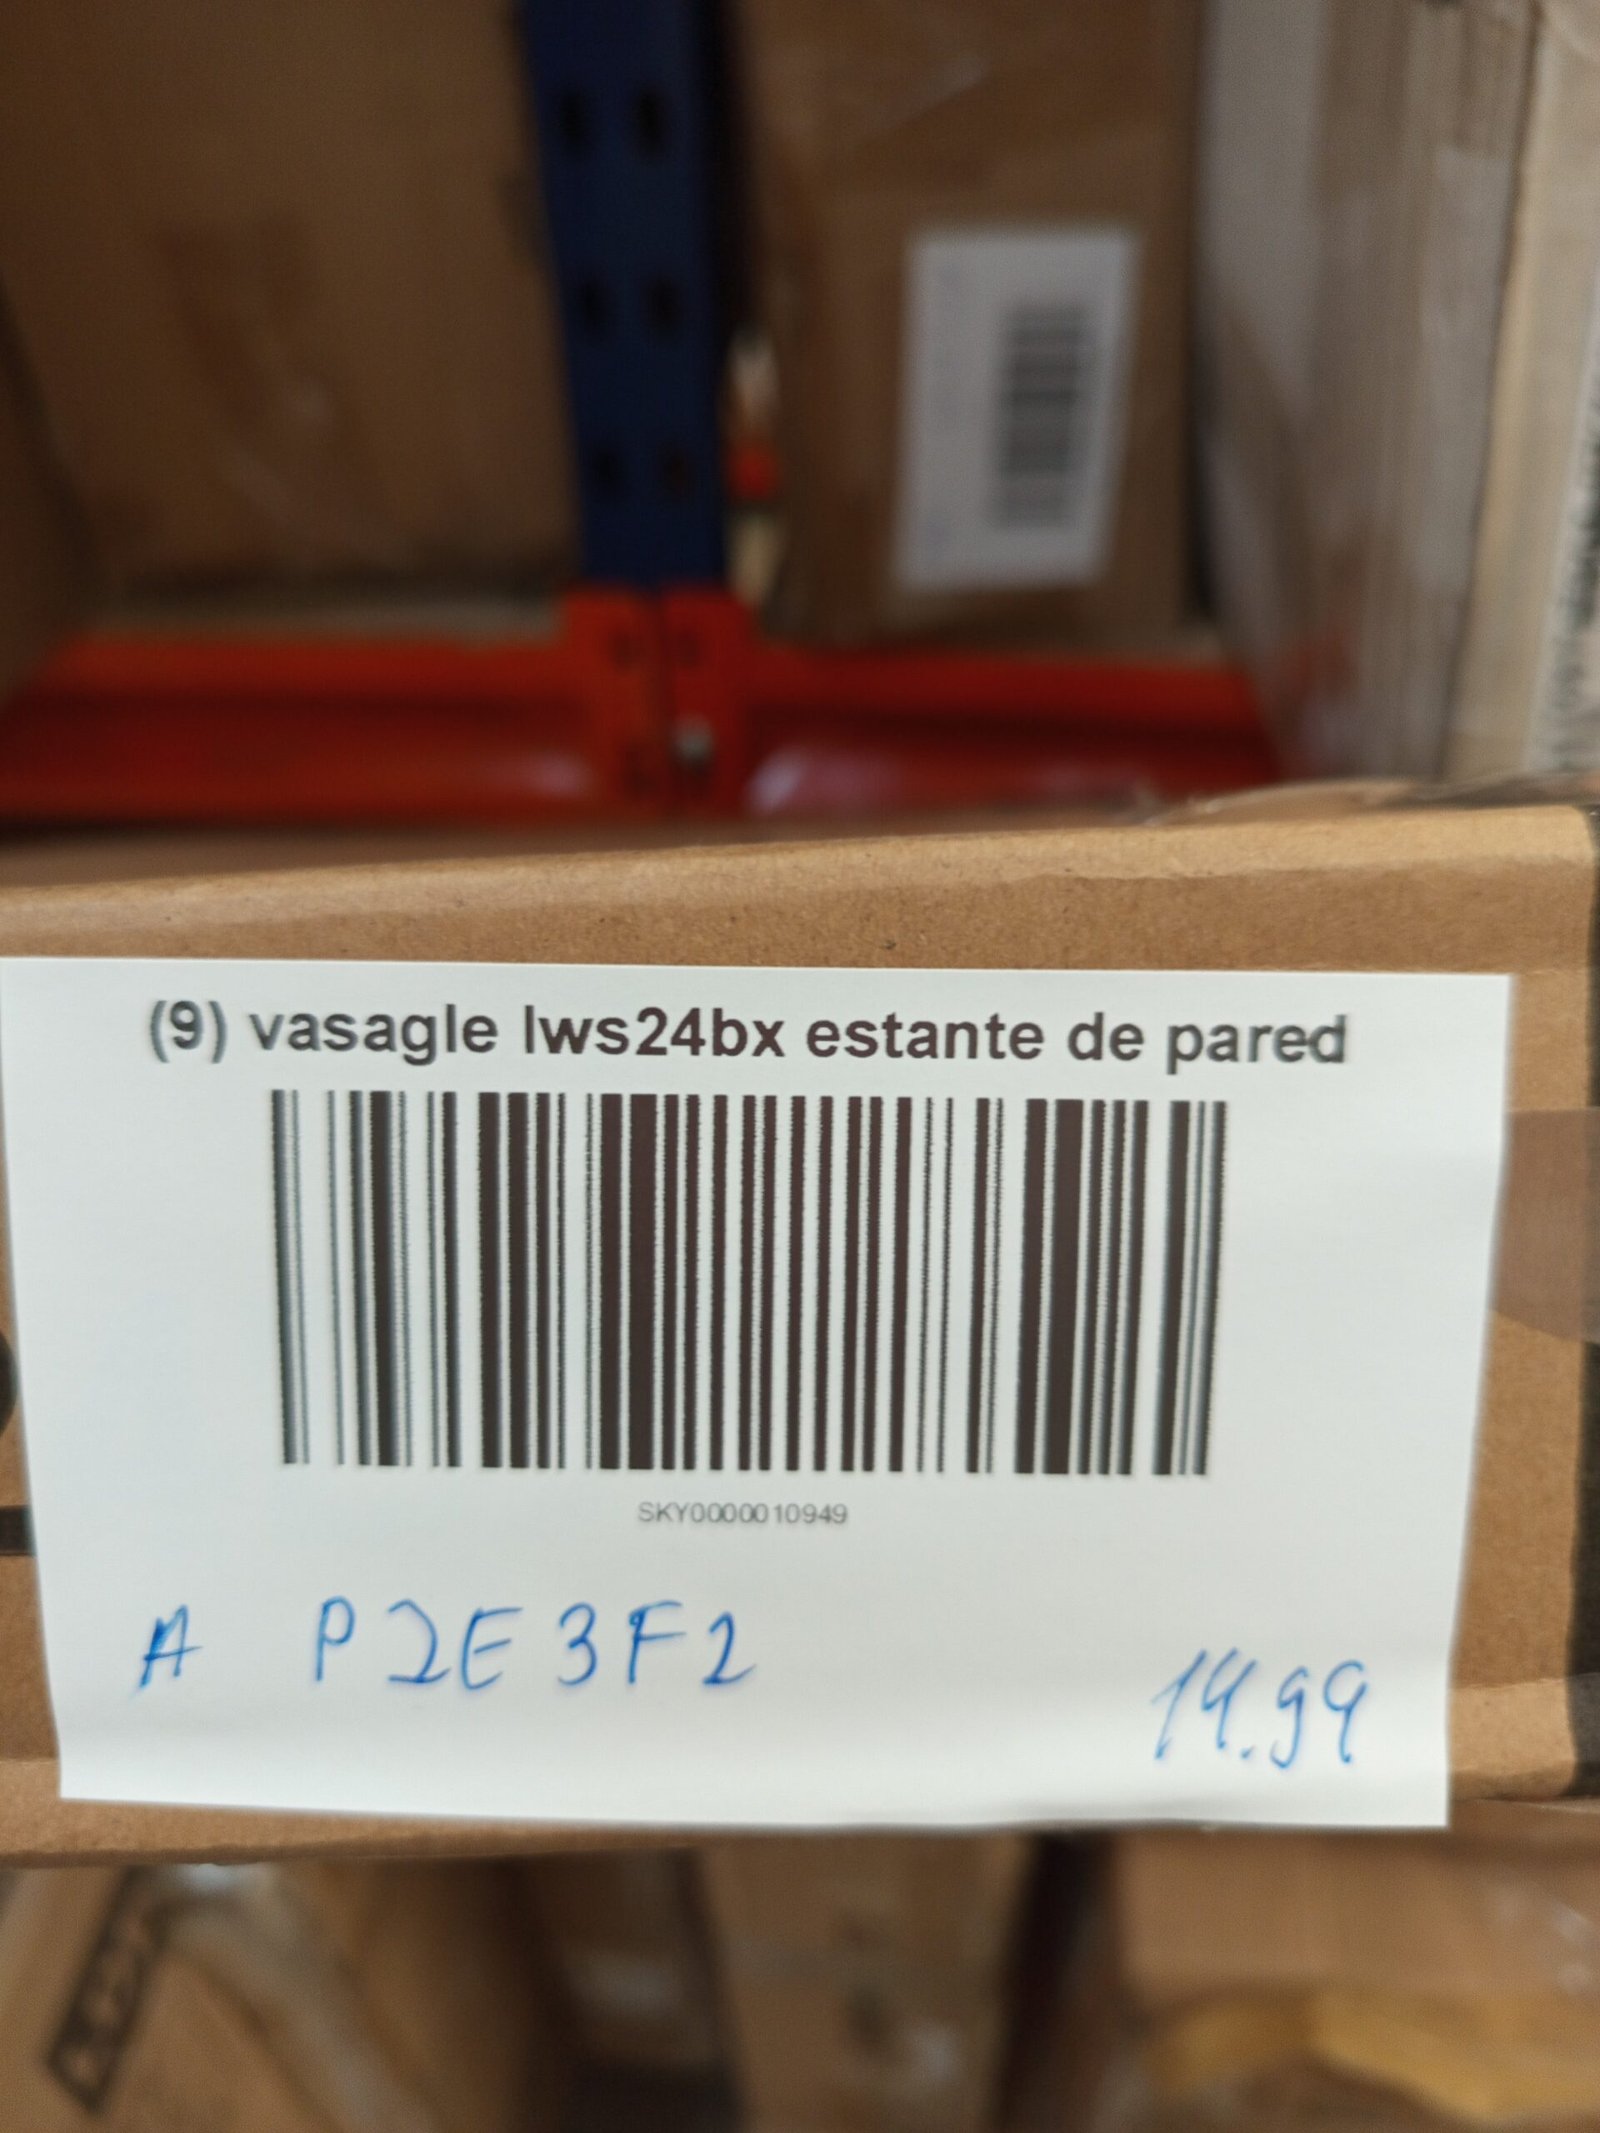 (9) vasagle lws24bx estante de pared
SKY0000010949
A P2E3F2
14.99